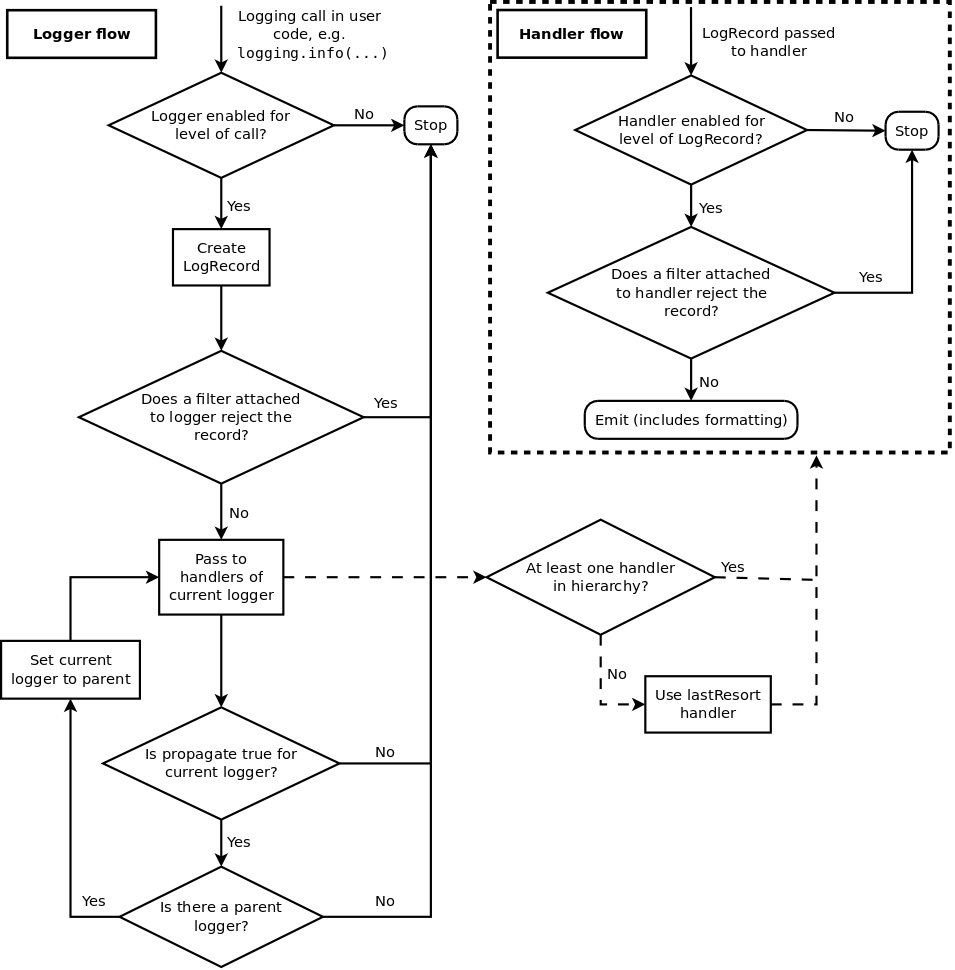 Logger flow
Logging call in user
code, e.g.
logging.info(...)
Logger enabled for
level of call?
No
Stop
Yes
Create
LogRecord
Does a filter attached
to logger reject the
record?
Yes
No
Pass to
handlers of
current logger
Set current
logger to parent
Is propagate true for
current logger?
No
Yes
Is there a parent
logger?
Yes
No
At least one handler
in hierarchy?
Yes
No
Use lastResort
handler
Handler flow
LogRecord passed
to handler
Handler enabled for
level of LogRecord?
No
Stop
Yes
Does a filter attached
to handler reject the
record?
Yes
No
Emit (includes formatting)